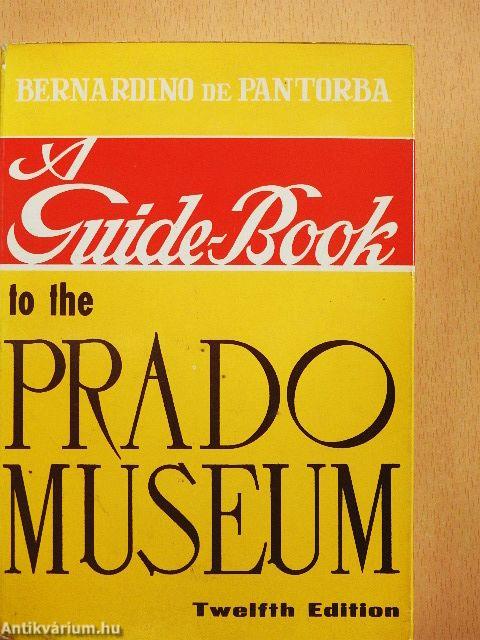 BERNARDINO DE PANTORBA
A
Guide-Book
to the
PRADO
MUSEUM
Twelfth Edition
Antikvárium.hu